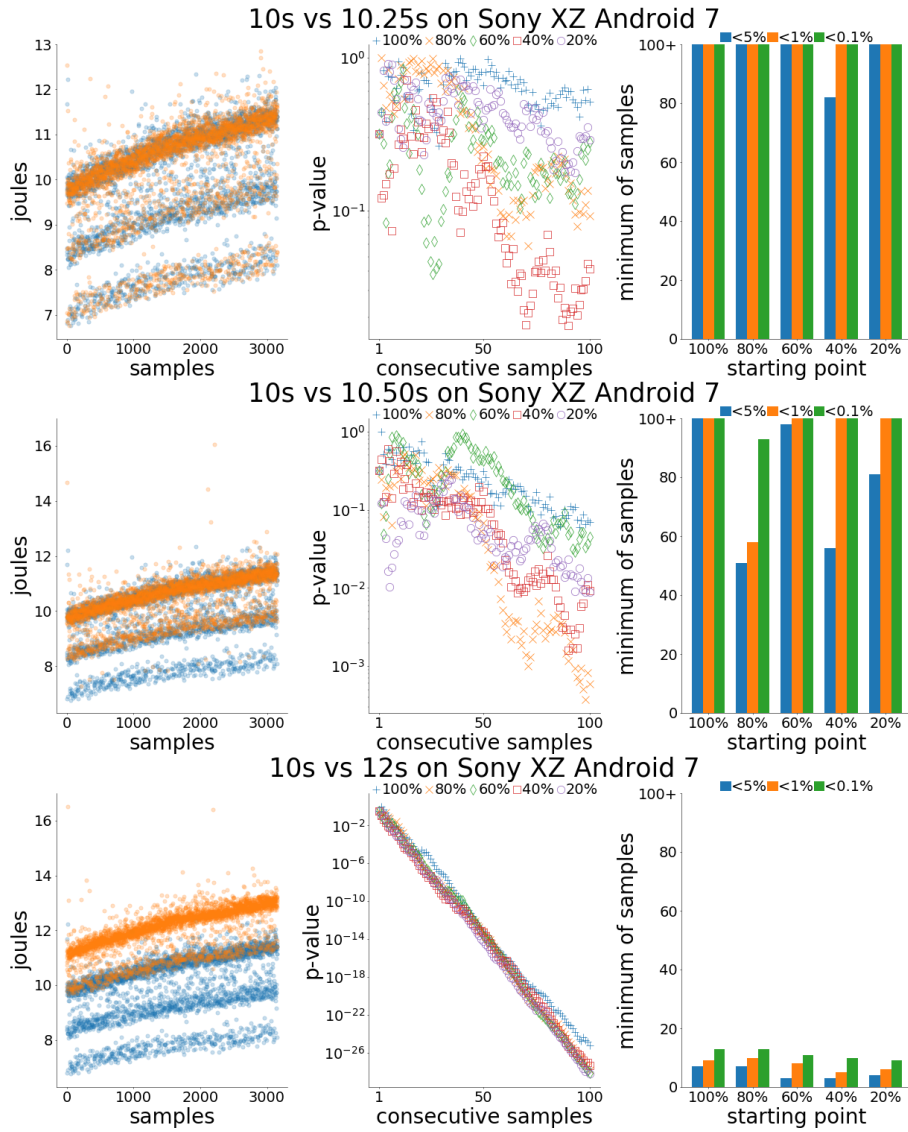 10s vs 10.25s on Sony XZ Android 7
13
12
11
10
9
8
7
joules
0 1000 2000 3000
samples
+100% ×80% ◇60% □40% ○20%
10⁰
10⁻¹
p-value
1 50 100
consecutive samples
<5% <1% <0.1%
100+
80
60
40
20
0
minimum of samples
100% 80% 60% 40% 20%
starting point
10s vs 10.50s on Sony XZ Android 7
16
14
12
10
8
joules
0 1000 2000 3000
samples
+100% ×80% ◇60% □40% ○20%
10⁰
10⁻¹
10⁻²
10⁻³
p-value
1 50 100
consecutive samples
<5% <1% <0.1%
100+
80
60
40
20
0
minimum of samples
100% 80% 60% 40% 20%
starting point
10s vs 12s on Sony XZ Android 7
16
14
12
10
8
joules
0 1000 2000 3000
samples
+100% ×80% ◇60% □40% ○20%
10⁻²
10⁻⁶
10⁻¹⁰
10⁻¹⁴
10⁻¹⁸
10⁻²²
10⁻²⁶
p-value
1 50 100
consecutive samples
<5% <1% <0.1%
100+
80
60
40
20
0
minimum of samples
100% 80% 60% 40% 20%
starting point